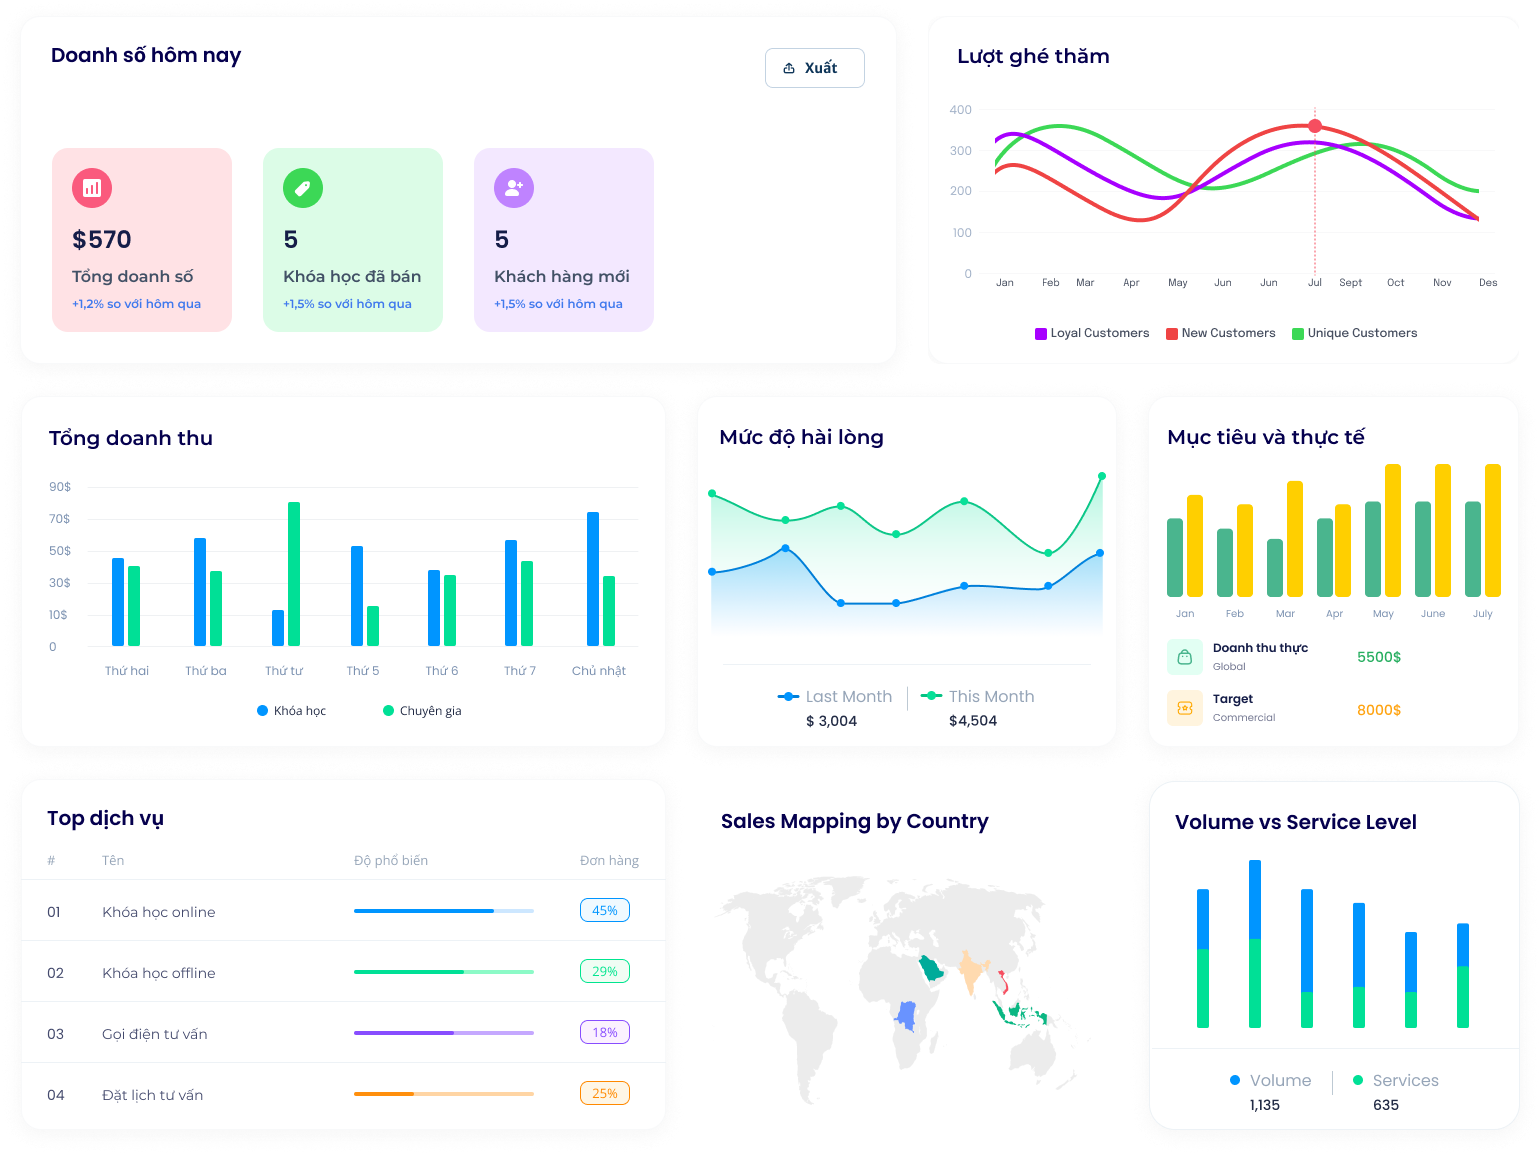 Doanh số hôm nay
Xuất
$570
Tổng doanh số
+1,2% so với hôm qua
5
Khóa học đã bán
+1,5% so với hôm qua
5
Khách hàng mới
+1,5% so với hôm qua
Lượt ghé thăm
400
300
200
100
0
Jan Feb Mar Apr May Jun Jun Jul Sept Oct Nov Des
Loyal Customers New Customers Unique Customers
Tổng doanh thu
90$
70$
50$
30$
10$
0
Thứ hai Thứ ba Thứ tư Thứ 5 Thứ 6 Thứ 7 Chủ nhật
Khóa học Chuyên gia
Mức độ hài lòng
Last Month This Month
$ 3,004 $4,504
Mục tiêu và thực tế
Jan Feb Mar Apr May June July
Doanh thu thực
Global
5500$
Target
Commercial
8000$
Top dịch vụ
# Tên Độ phổ biến Đơn hàng
01 Khóa học online 45%
02 Khóa học offline 29%
03 Gọi điện tư vấn 18%
04 Đặt lịch tư vấn 25%
Sales Mapping by Country
Volume vs Service Level
Volume Services
1,135 635